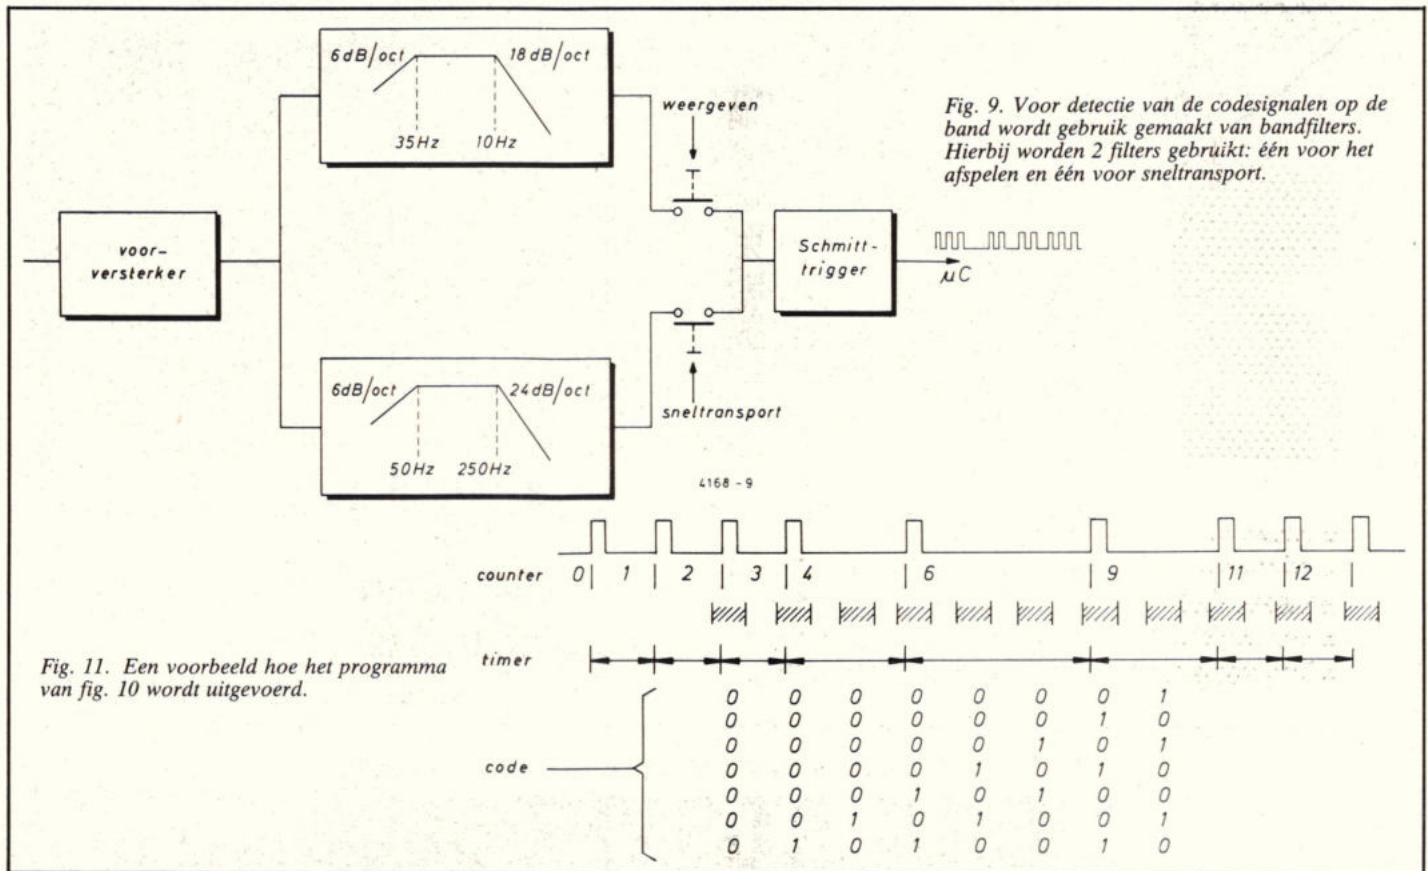 6dB/oct 18dB/oct
35Hz 10Hz
weergeven
Fig. 9. Voor detectie van de codesignalen op de
band wordt gebruik gemaakt van bandfilters.
Hierbij worden 2 filters gebruikt: één voor het
afspelen en één voor sneltransport.
voor-
versterker
Schmitt-
trigger
µC
6dB/oct 24dB/oct
50Hz 250Hz
sneltransport
4168 - 9
counter 0 1 2 3 4 6 9 11 12
timer
Fig. 11. Een voorbeeld hoe het programma
van fig. 10 wordt uitgevoerd.
code
0 0 0 0 0 0 0 1
0 0 0 0 0 0 1 0
0 0 0 0 0 1 0 1
0 0 0 0 1 0 1 0
0 0 0 1 0 1 0 0
0 0 1 0 1 0 0 1
0 1 0 1 0 0 1 0